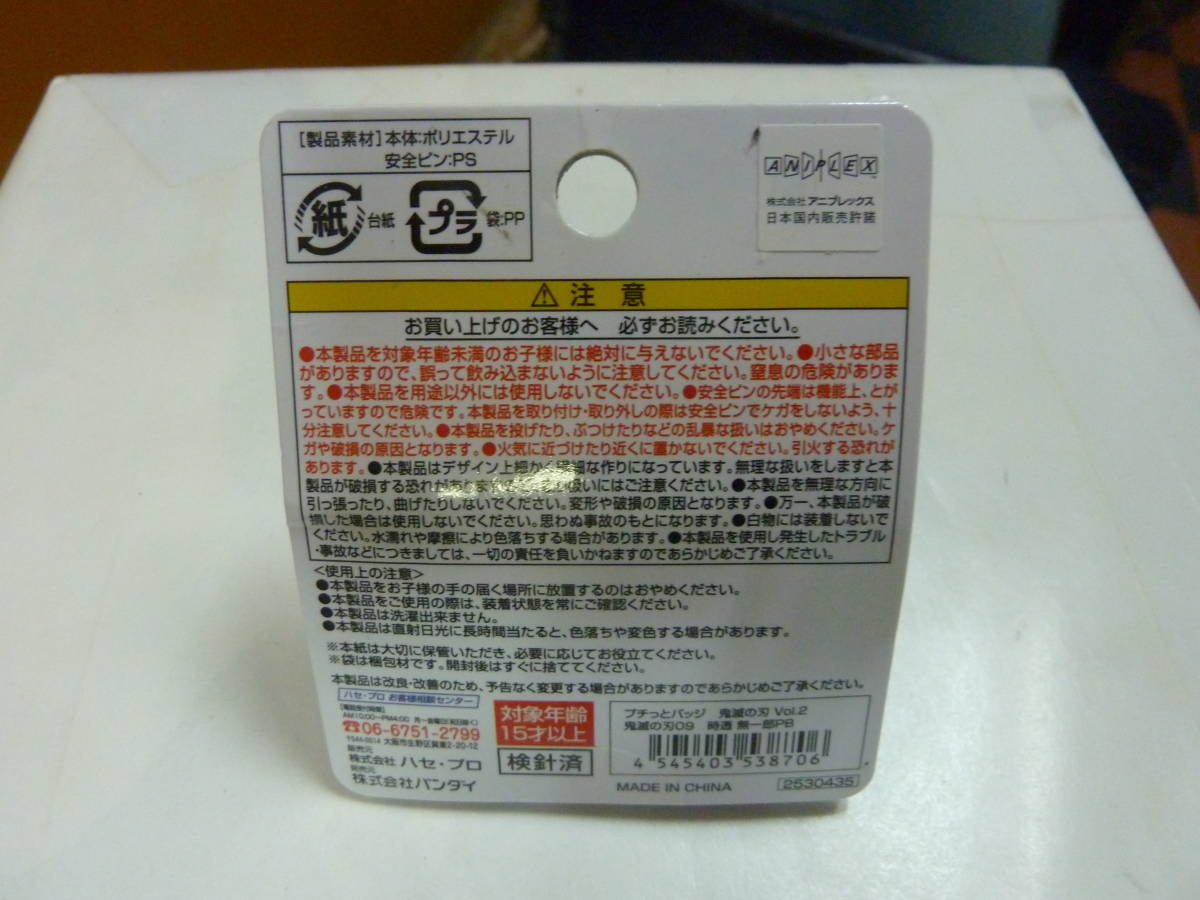 [製品素材]本体:ポリエステル
安全ピン:PS
紙 台紙 プラ 袋:PP
ANIPLEX
株式会社 アニプレックス
日本国内販売許諾
⚠ 注 意
お買い上げのお客様へ 必ずお読みください。
●本製品を対象年齢未満のお子様には絶対に与えないでください。●小さな部品
がありますので、誤って飲み込まないように注意してください。窒息の危険がありま
す。●本製品を用途以外には使用しないでください。●安全ピンの先端は機能上、とが
っていますので危険です。本製品を取り付け・取り外しの際は安全ピンでケガをしないよう、十
分注意してください。●本製品を投げたり、ぶつけたりなどの乱暴な扱いはおやめください。ケ
ガや破損の原因となります。●火気に近づけたり近くに置かないでください。引火する恐れが
あります。●本製品はデザイン上細かく な作りになっています。無理な扱いをしますと本
製品が破損する恐れがあります 扱いにはご注意ください。●本製品を無理な方向に
引っ張ったり、曲げたりしないでください。変形や破損の原因となります。●万一、本製品が破
損した場合は使用しないでください。思わぬ事故のもとになります。●白物には装着しないで
ください。水濡れや摩擦により色落ちする場合があります。●本製品を使用し発生したトラブル
・事故などにつきましては、一切の責任を負いかねますのであらかじめご了承ください。
<使用上の注意>
●本製品をお子様の手の届く場所に放置するのはおやめください。
●本製品をご使用の際は、装着状態を常にご確認ください。
●本製品は洗濯出来ません。
●本製品は直射日光に長時間当たると、色落ちや変色する場合があります。
※本紙は大切に保管いただき、必要に応じてお役立てください。
※袋は梱包材です。開封後はすぐに捨ててください。
本製品は改良・改善のため、予告なく変更する場合がありますのであらかじめご了承ください。
ハセ・プロ お客様相談センター
[電話受付時間]
AM10:00~PM4:00 月~金曜日(祝日除く)
☎06-6751-2799
〒544-0014 大阪市生野区巽東2-20-12
販売元
株式会社 ハセ・プロ
発売元
株式会社バンダイ
対象年齢
15才以上
検針済
プチっとバッジ 鬼滅の刃 Vol.2
鬼滅の刃09 時透 無一郎PB
4 545403 538706
MADE IN CHINA
2530435